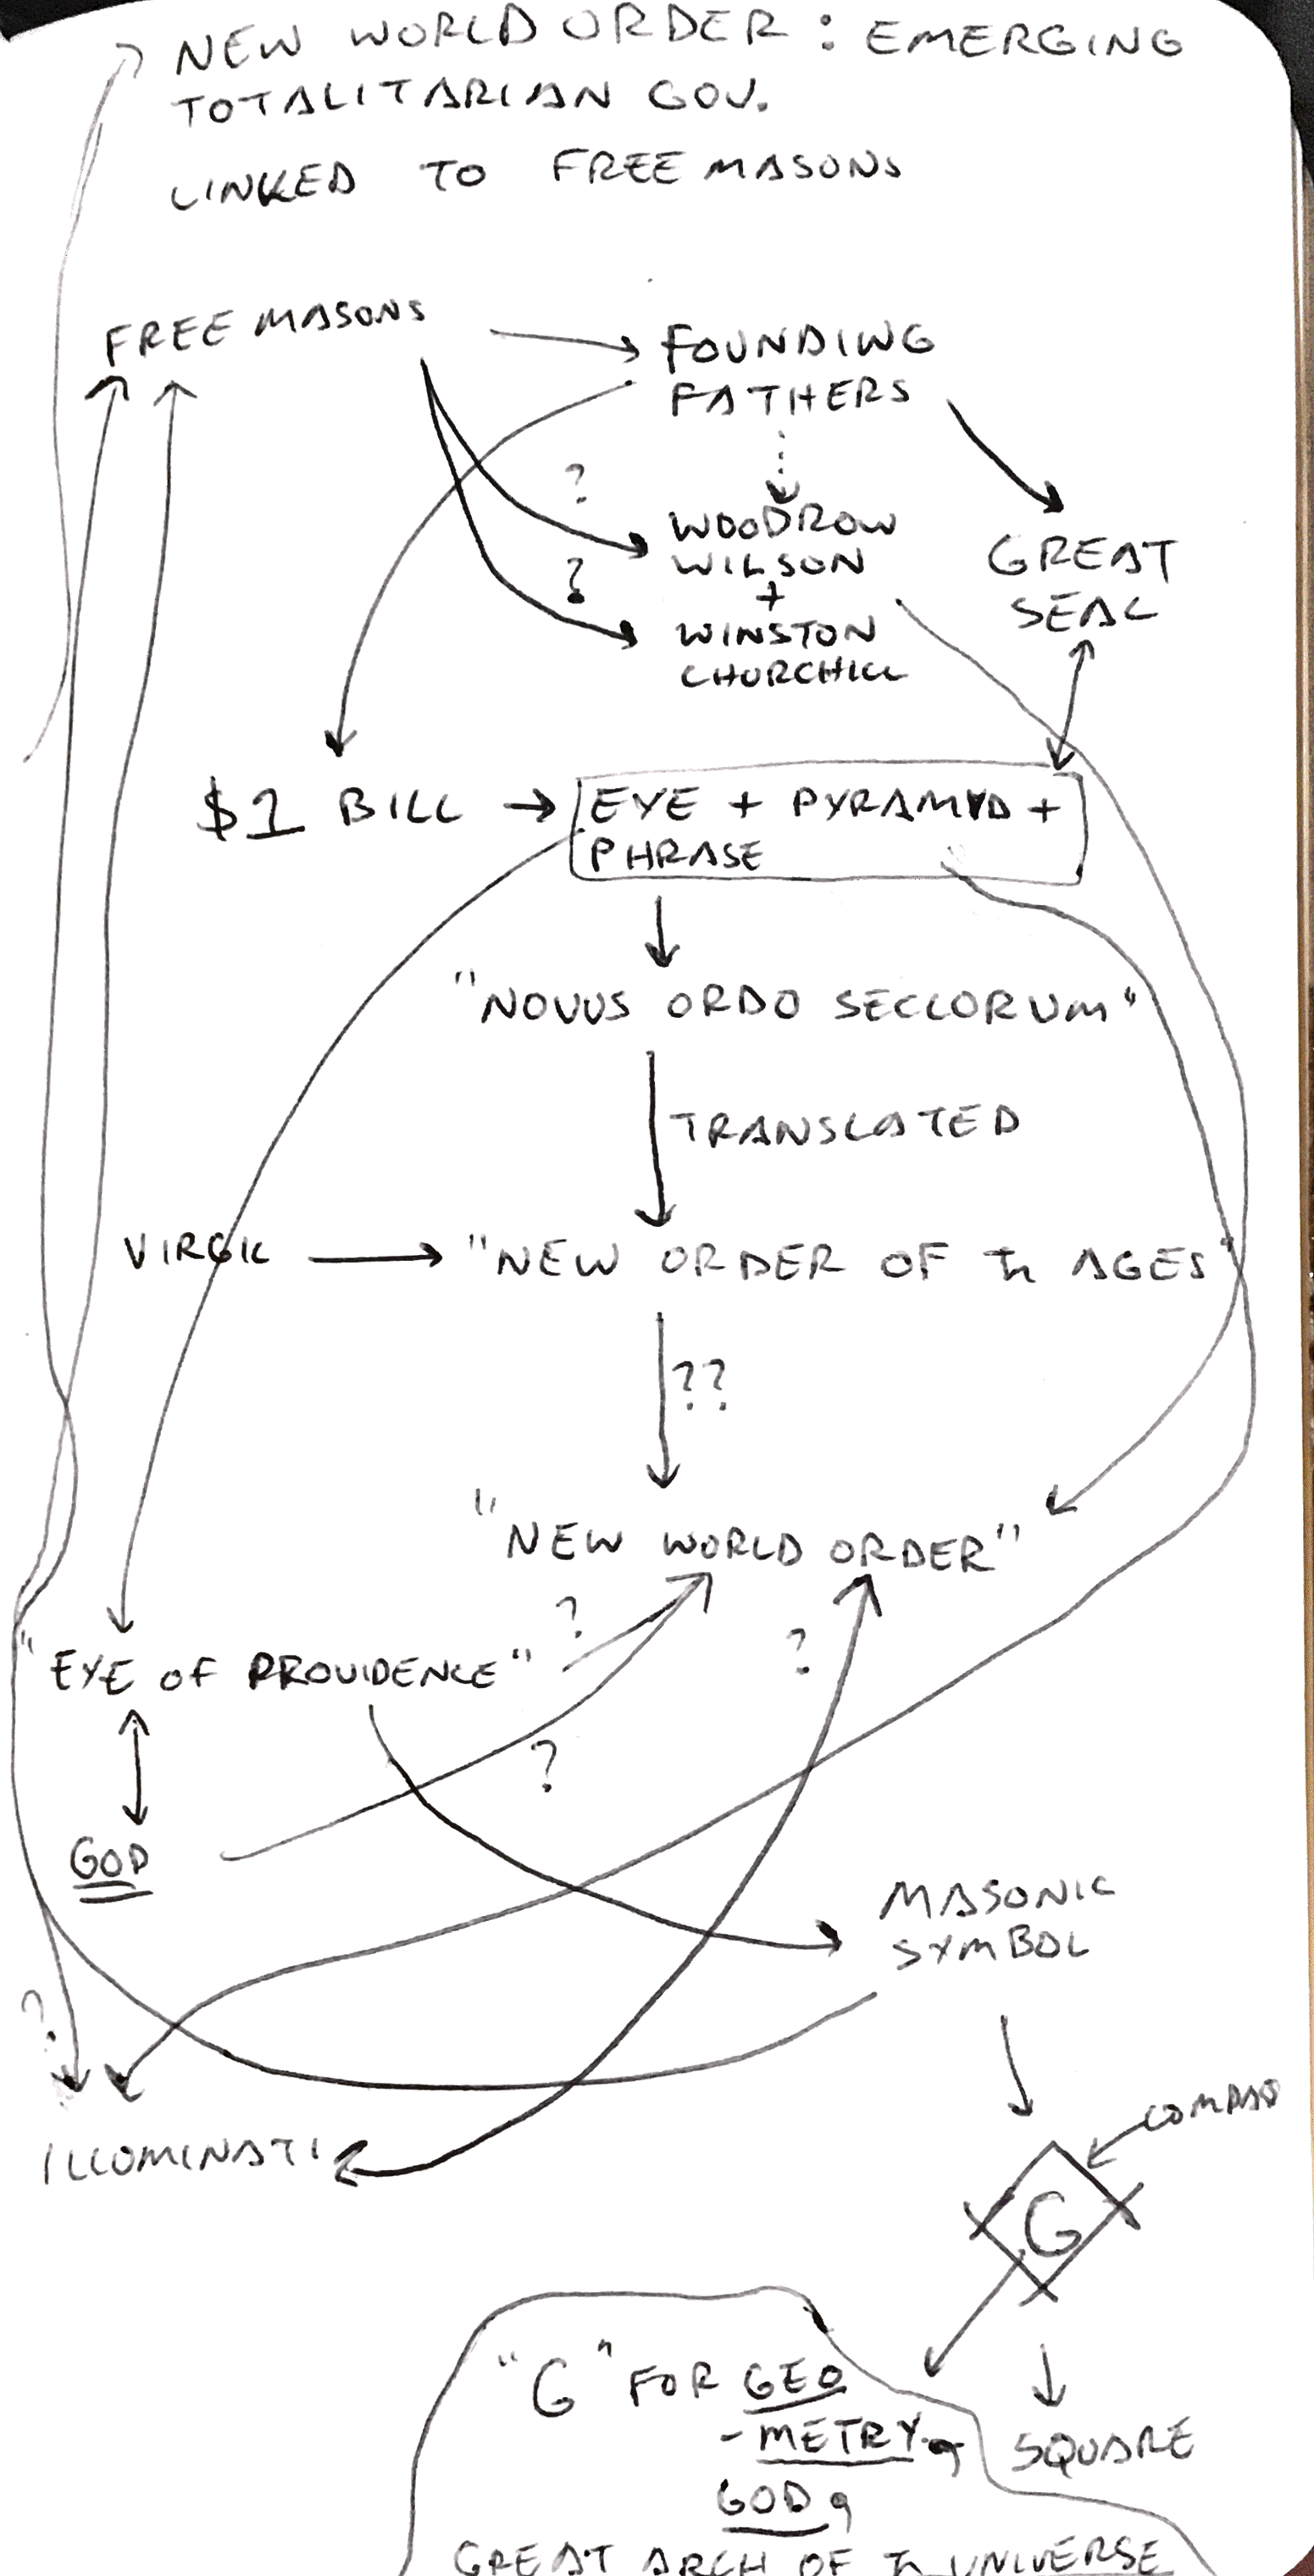 NEW WORLD ORDER : EMERGING
TOTALITARIAN GOV.
LINKED TO FREE MASONS
FREE MASONS
FOUNDING
FATHERS
?
WOODROW
WILSON
+
WINSTON
CHURCHILL
?
GREAT
SEAL
$1 BILL
EYE + PYRAMID +
PHRASE
"NOVUS ORDO SECLORUM"
TRANSLATED
VIRGIL
"NEW ORDER OF th AGES"
??
"NEW WORLD ORDER"
?
?
"EYE OF PROVIDENCE"
?
GOD
MASONIC
SYMBOL
?
ILLUMINATI
COMPASS
G
"G" FOR GEO
-METRY
SQUARE
GOD
GREAT ARCH OF th UNIVERSE